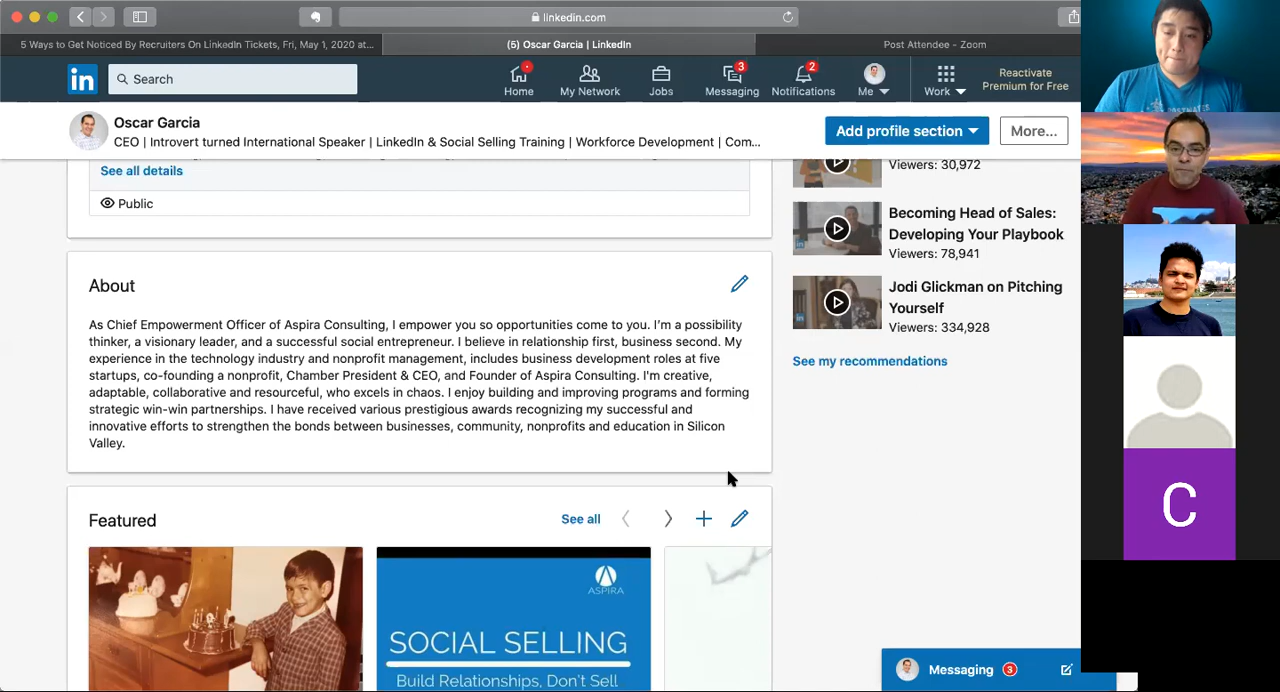 linkedin.com
5 Ways to Get Noticed By Recruiters On LinkedIn Tickets, Fri, May 1, 2020 at...
(5) Oscar Garcia | LinkedIn
Post Attendee - Zoom
in
Search
Home
My Network
Jobs
3
Messaging
2
Notifications
Me
Work
Reactivate
Premium for Free
Oscar Garcia
CEO | Introvert turned International Speaker | LinkedIn & Social Selling Training | Workforce Development | Com...
Add profile section
More...
See all details
Public
Viewers: 30,972
Becoming Head of Sales:
Developing Your Playbook
Viewers: 78,941
Jodi Glickman on Pitching
Yourself
Viewers: 334,928
See my recommendations
About
As Chief Empowerment Officer of Aspira Consulting, I empower you so opportunities come to you. I'm a possibility
thinker, a visionary leader, and a successful social entrepreneur. I believe in relationship first, business second. My
experience in the technology industry and nonprofit management, includes business development roles at five
startups, co-founding a nonprofit, Chamber President & CEO, and Founder of Aspira Consulting. I'm creative,
adaptable, collaborative and resourceful, who excels in chaos. I enjoy building and improving programs and forming
strategic win-win partnerships. I have received various prestigious awards recognizing my successful and
innovative efforts to strengthen the bonds between businesses, community, nonprofits and education in Silicon
Valley.
Featured
See all
ASPIRA
SOCIAL SELLING
Build Relationships, Don't Sell
Messaging 3
C